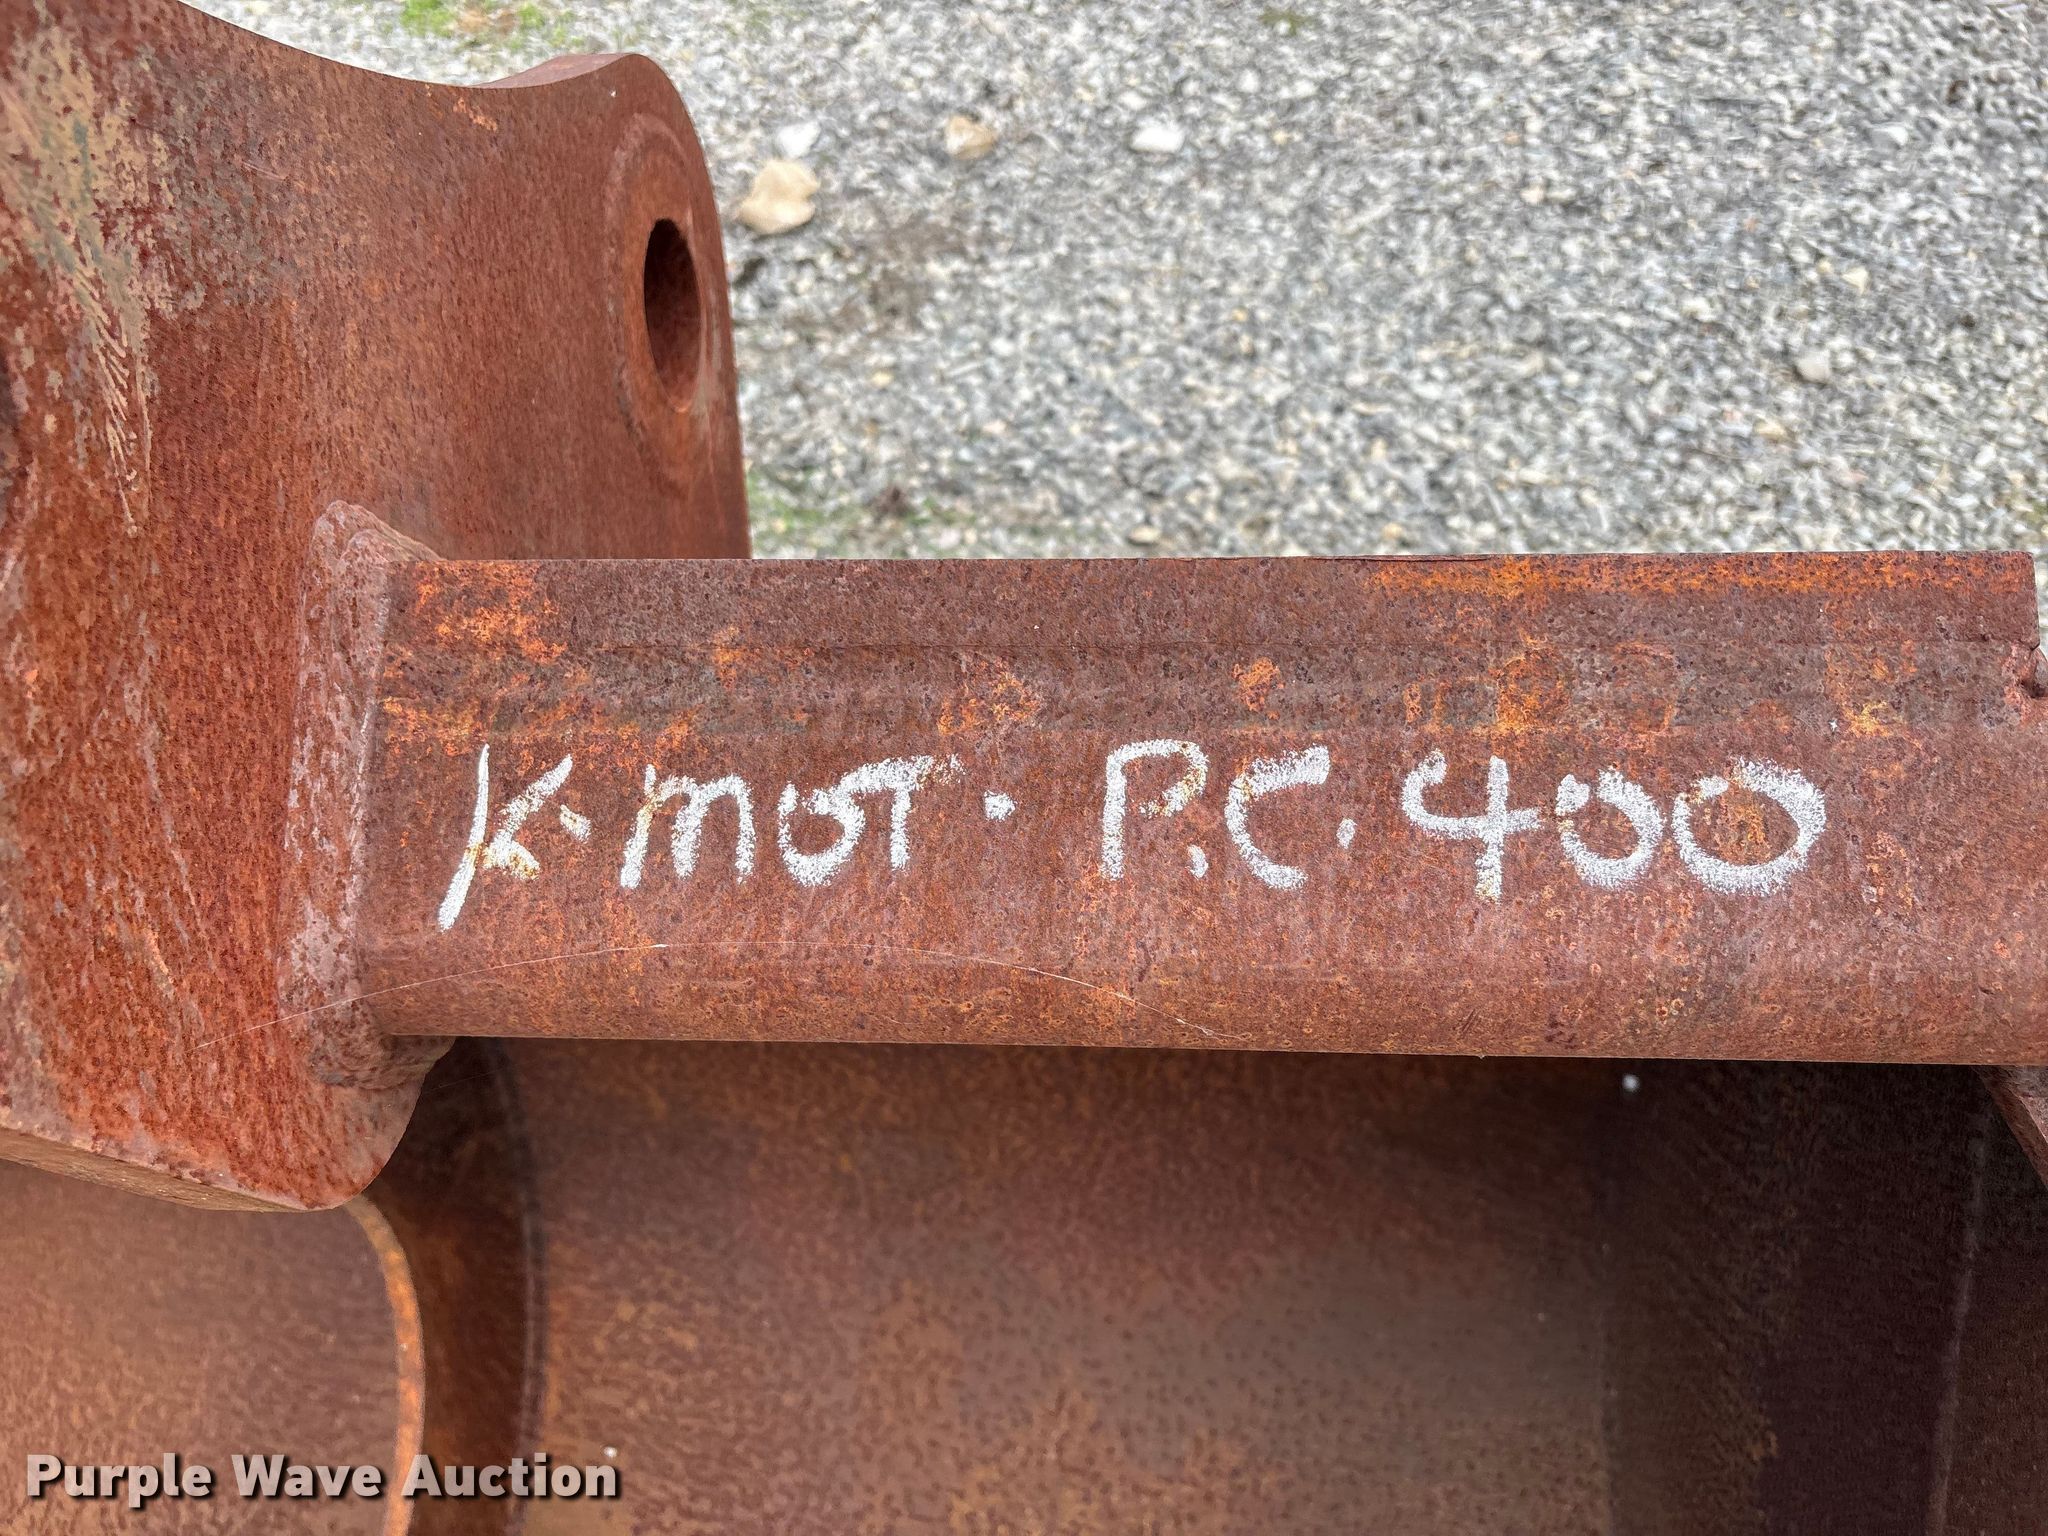 K-MOT. P.C. 400
Purple Wave Auction